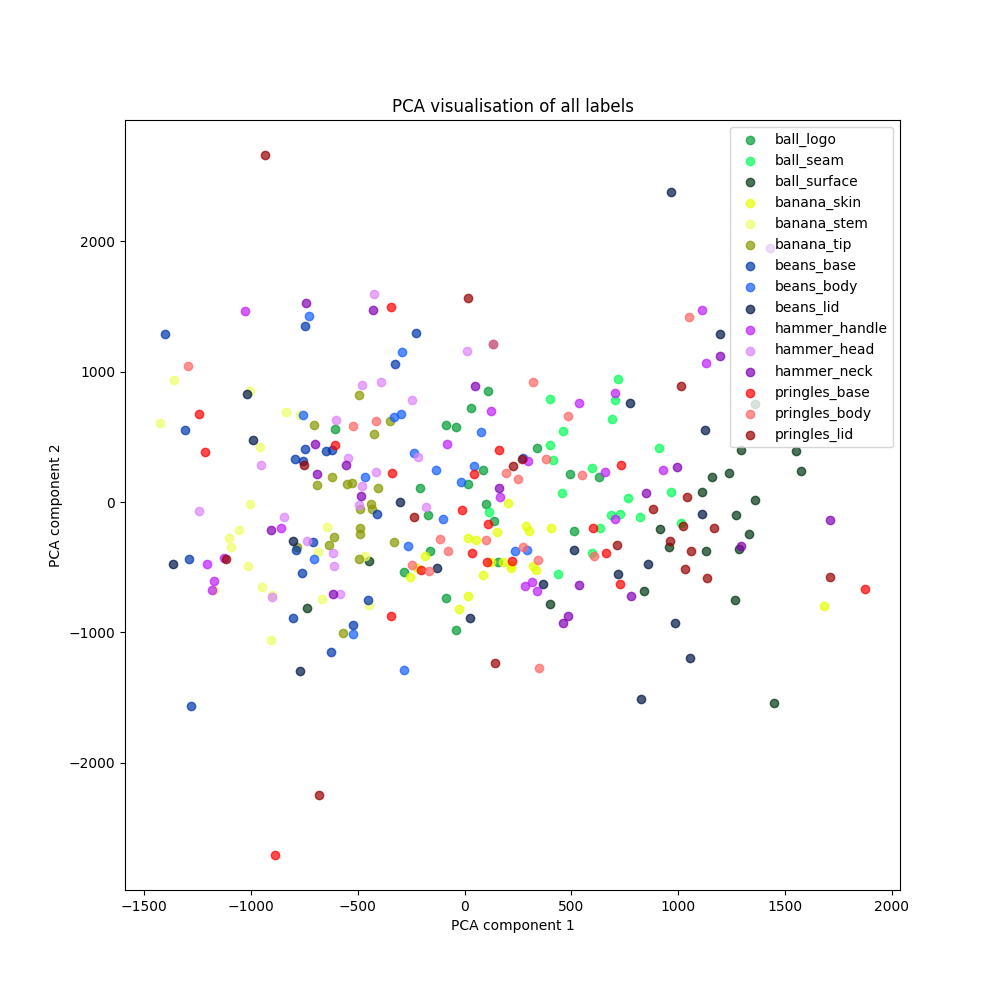 PCA visualisation of all labels
ball_logo
ball_seam
ball_surface
banana_skin
banana_stem
banana_tip
beans_base
beans_body
beans_lid
hammer_handle
hammer_head
hammer_neck
pringles_base
pringles_body
pringles_lid
2000
1000
0
−1000
−2000
PCA component 2
−1500 −1000 −500 0 500 1000 1500 2000
PCA component 1